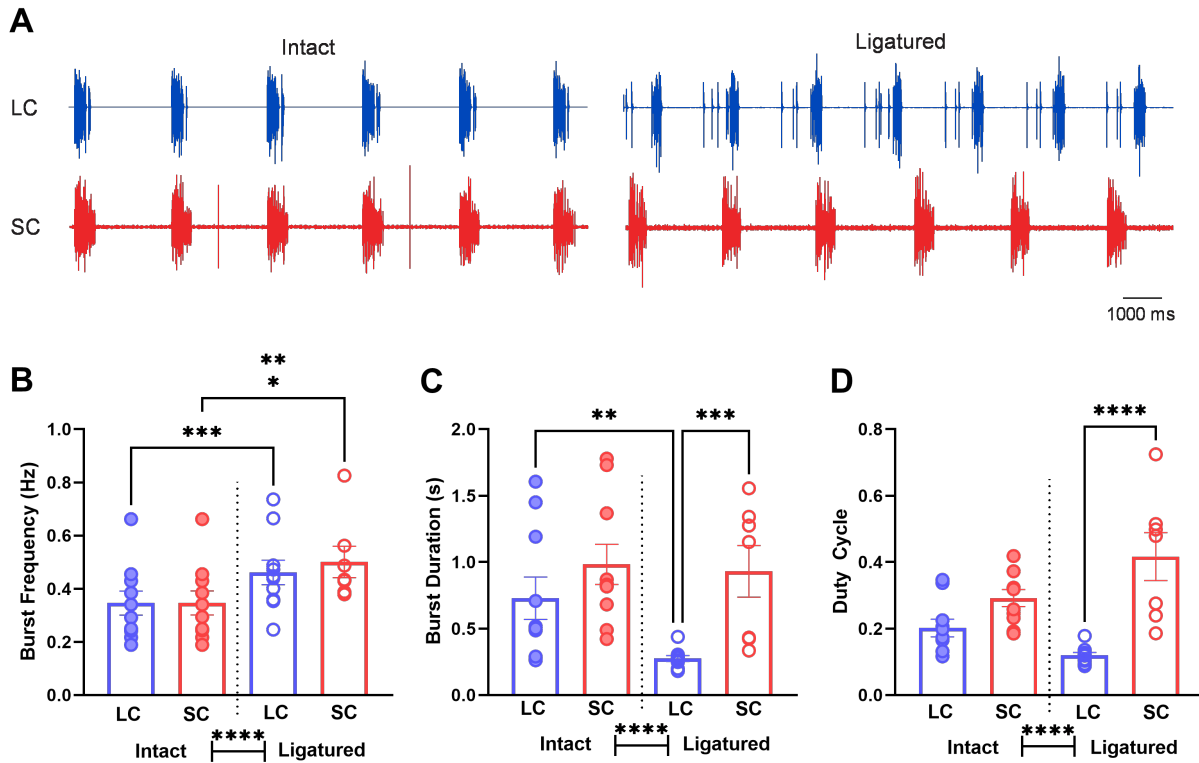 A
Intact
Ligatured
LC
SC
1000 ms
B
**
*
***
1.0
0.8
0.6
0.4
0.2
0.0
Burst Frequency (Hz)
LC
SC
LC
SC
****
Intact
Ligatured
C
**
***
2.0
1.5
1.0
0.5
0.0
Burst Duration (s)
LC
SC
LC
SC
****
Intact
Ligatured
D
****
0.8
0.6
0.4
0.2
0.0
Duty Cycle
LC
SC
LC
SC
****
Intact
Ligatured